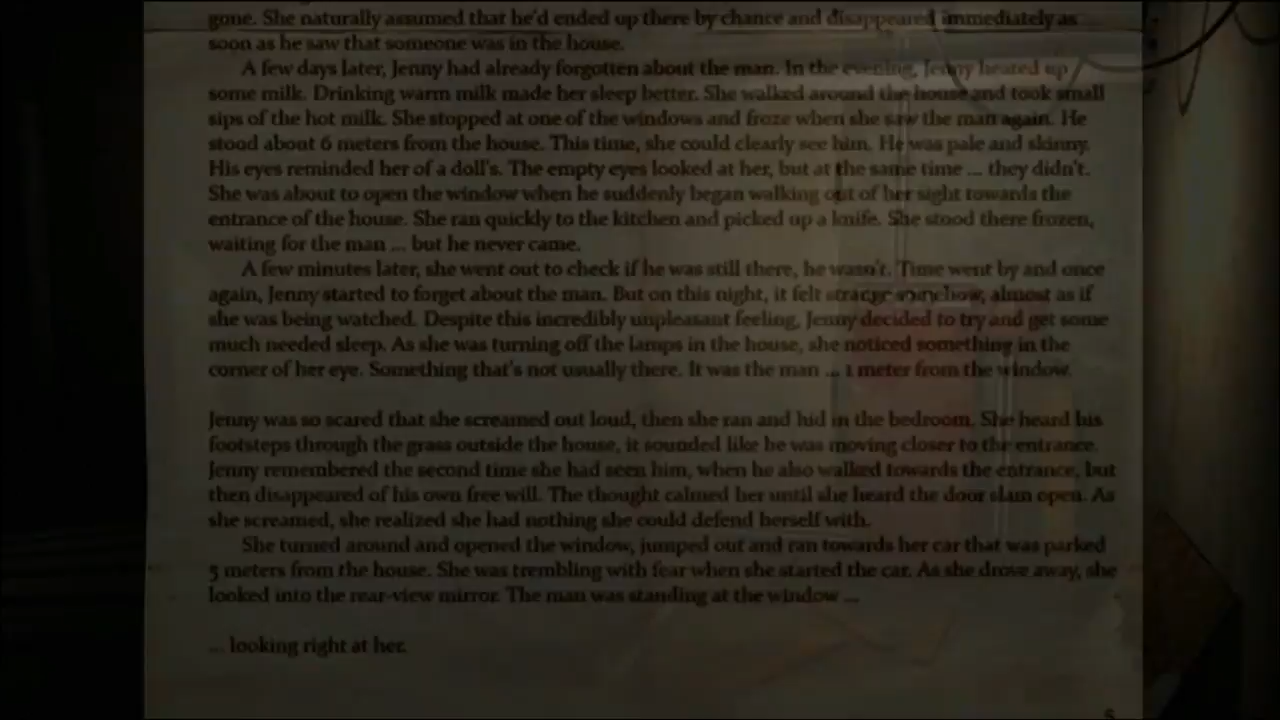 gone. She naturally assumed that he'd ended up there by chance and disappeared immediately as
soon as he saw that someone was in the house.
A few days later, Jenny had already forgotten about the man. In the evening, Jenny heated up
some milk. Drinking warm milk made her sleep better. She walked around the house and took small
sips of the hot milk. She stopped at one of the windows and froze when she saw the man again. He
stood about 6 meters from the house. This time, she could clearly see him. He was pale and skinny.
His eyes reminded her of a doll's. The empty eyes looked at her, but at the same time ... they didn't.
She was about to open the window when he suddenly began walking out of her sight towards the
entrance of the house. She ran quickly to the kitchen and picked up a knife. She stood there frozen,
waiting for the man ... but he never came.
A few minutes later, she went out to check if he was still there, he wasn't. Time went by and once
again, Jenny started to forget about the man. But on this night, it felt strange somehow, almost as if
she was being watched. Despite this incredibly unpleasant feeling, Jenny decided to try and get some
much needed sleep. As she was turning off the lamps in the house, she noticed something in the
corner of her eye. Something that's not usually there. It was the man ... 1 meter from the window.
Jenny was so scared that she screamed out loud, then she ran and hid in the bedroom. She heard his
footsteps through the grass outside the house, it sounded like he was moving closer to the entrance.
Jenny remembered the second time she had seen him, when he also walked towards the entrance, but
then disappeared of his own free will. The thought calmed her until she heard the door slam open. As
she screamed, she realized she had nothing she could defend herself with.
She turned around and opened the window, jumped out and ran towards her car that was parked
5 meters from the house. She was trembling with fear when she started the car. As she drove away, she
looked into the rear-view mirror. The man was standing at the window ...
... looking right at her.